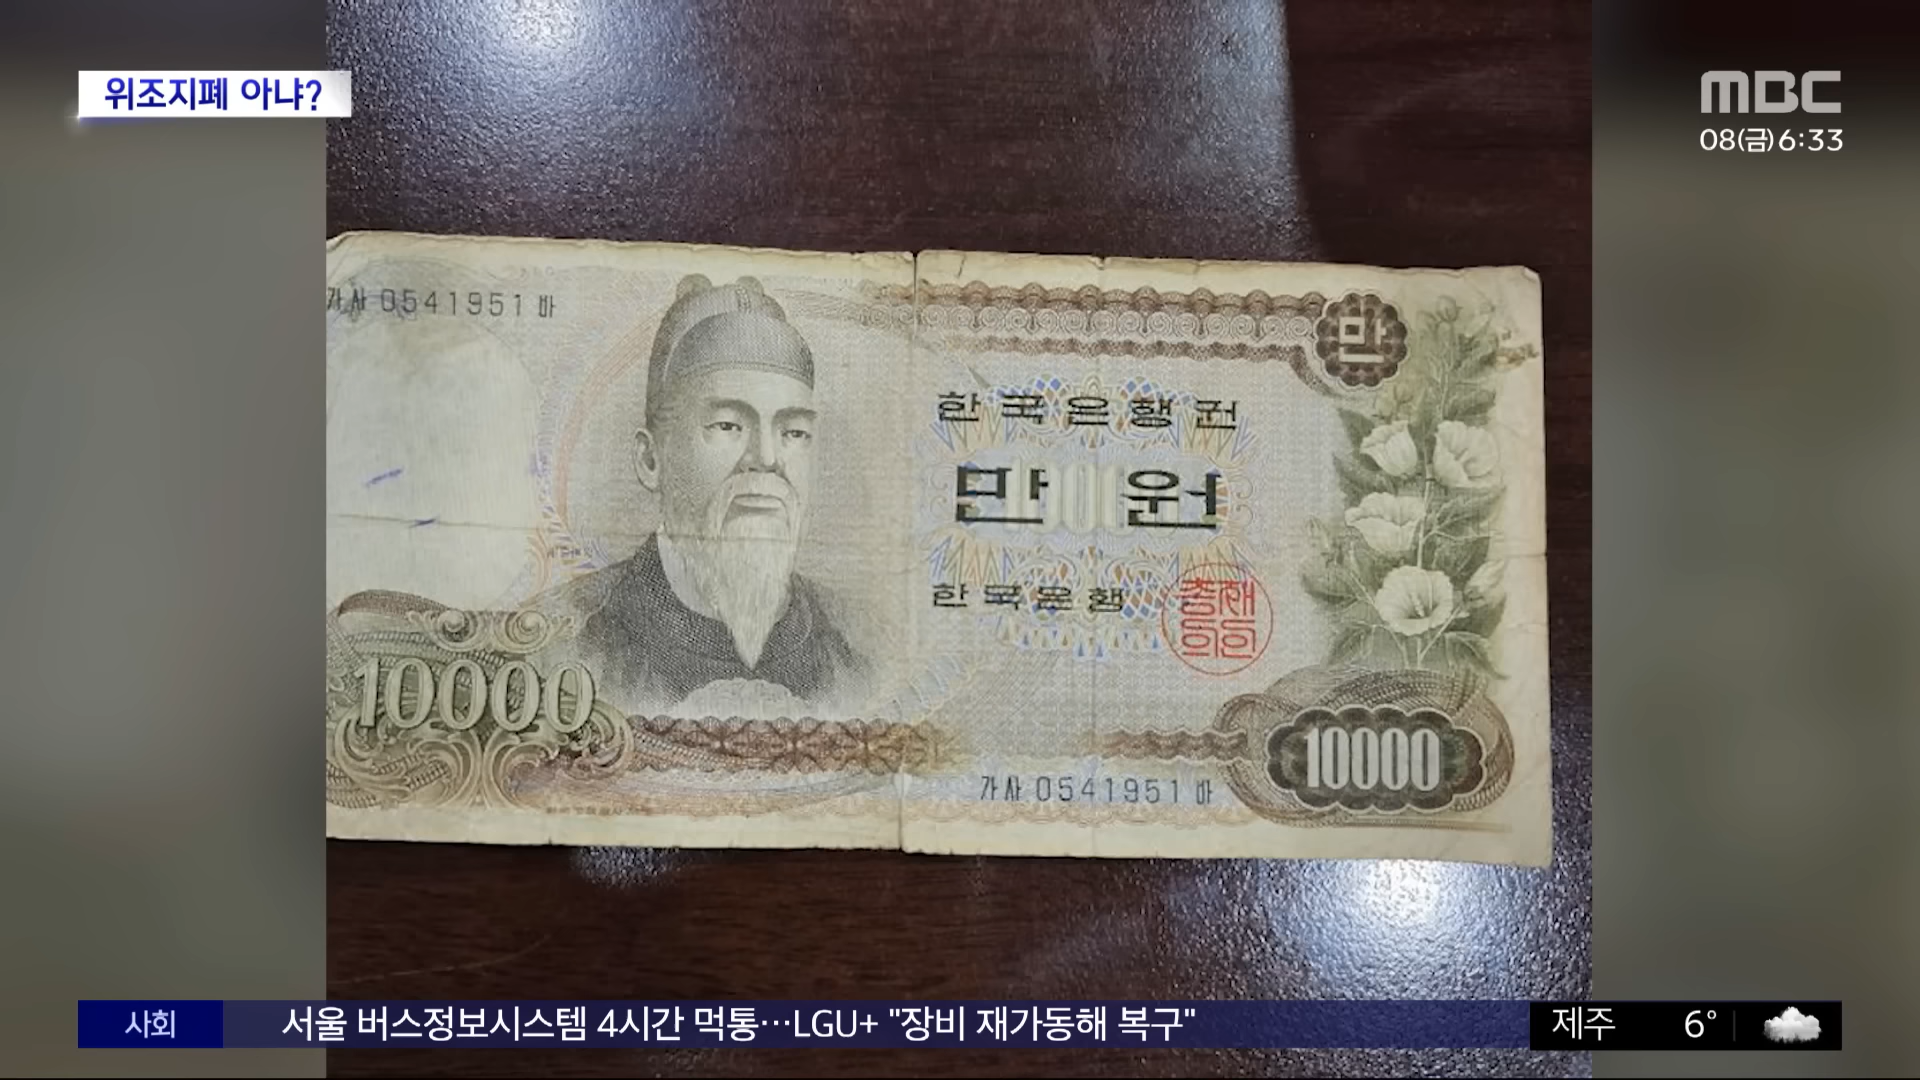 위조지폐 아냐?
MBC
08(금)6:33
가사 0541951 바
만
한국은행권
만 원
10000
한국은행
총재의인
10000
10000
가사 0541951 바
사회
서울 버스정보시스템 4시간 먹통…LGU+ "장비 재가동해 복구"
제주 6°